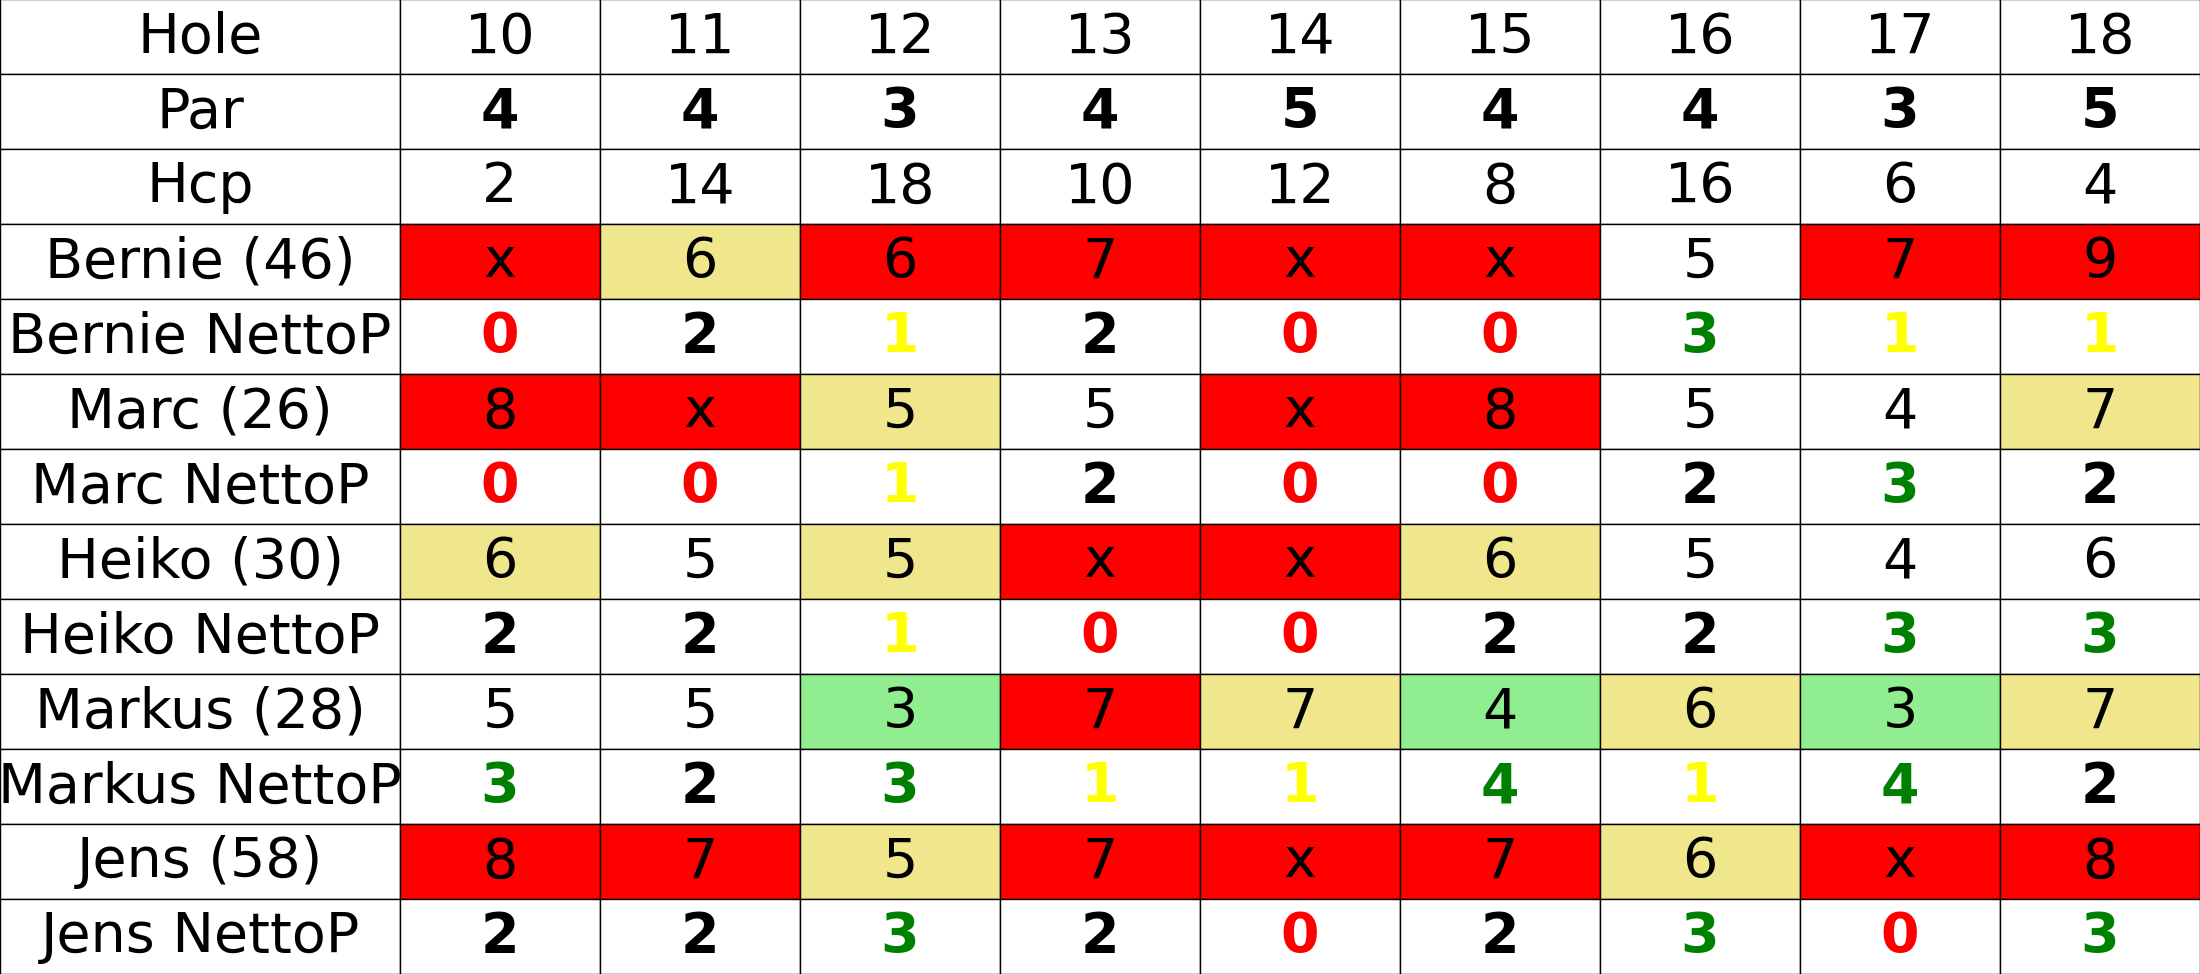 Hole 10 11 12 13 14 15 16 17 18
Par 4 4 3 4 5 4 4 3 5
Hcp 2 14 18 10 12 8 16 6 4
Bernie (46) x 6 6 7 x x 5 7 9
Bernie NettoP 0 2 1 2 0 0 3 1 1
Marc (26) 8 x 5 5 x 8 5 4 7
Marc NettoP 0 0 1 2 0 0 2 3 2
Heiko (30) 6 5 5 x x 6 5 4 6
Heiko NettoP 2 2 1 0 0 2 2 3 3
Markus (28) 5 5 3 7 7 4 6 3 7
Markus NettoP 3 2 3 1 1 4 1 4 2
Jens (58) 8 7 5 7 x 7 6 x 8
Jens NettoP 2 2 3 2 0 2 3 0 3